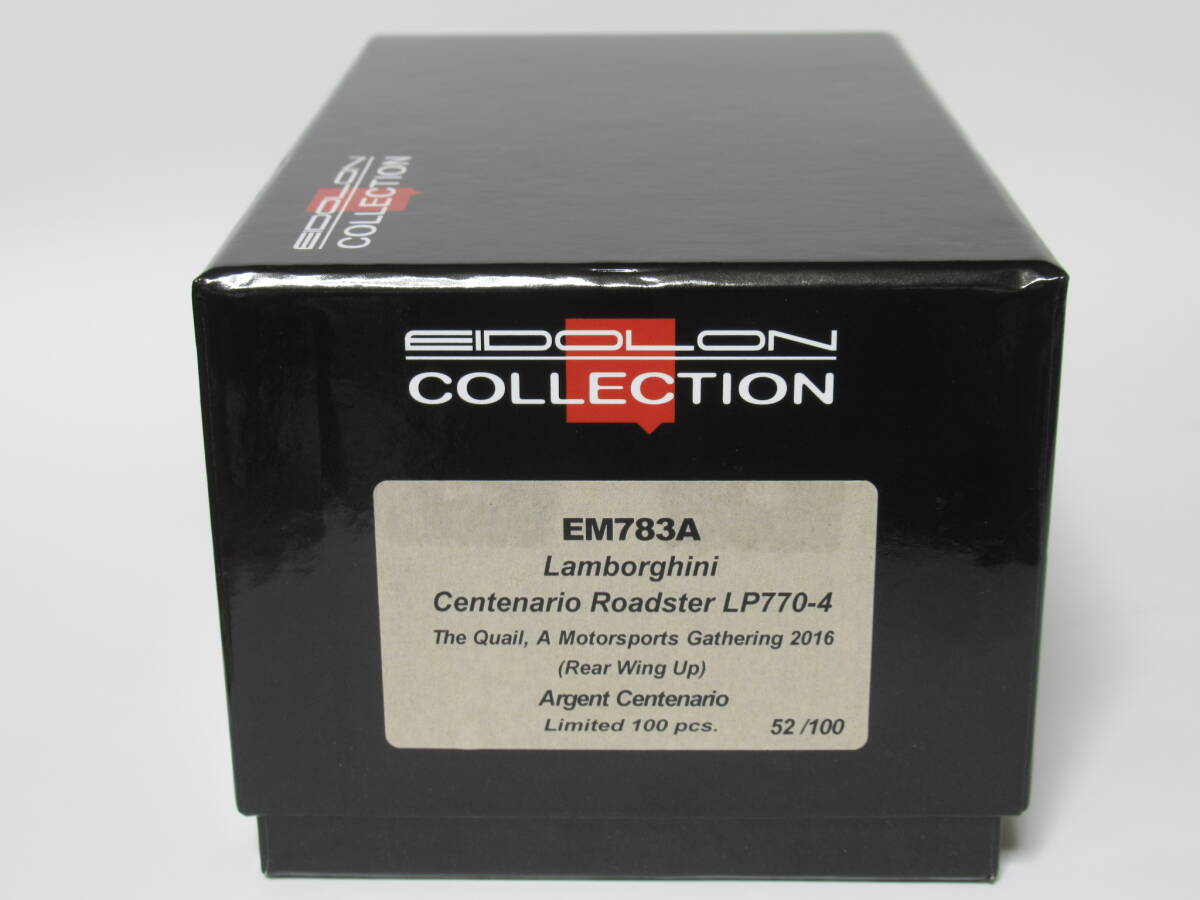 EIDOLON
COLLECTION
EIDOLON
COLLECTION
EM783A
Lamborghini
Centenario Roadster LP770-4
The Quail, A Motorsports Gathering 2016
(Rear Wing Up)
Argent Centenario
Limited 100 pcs. 52 /100